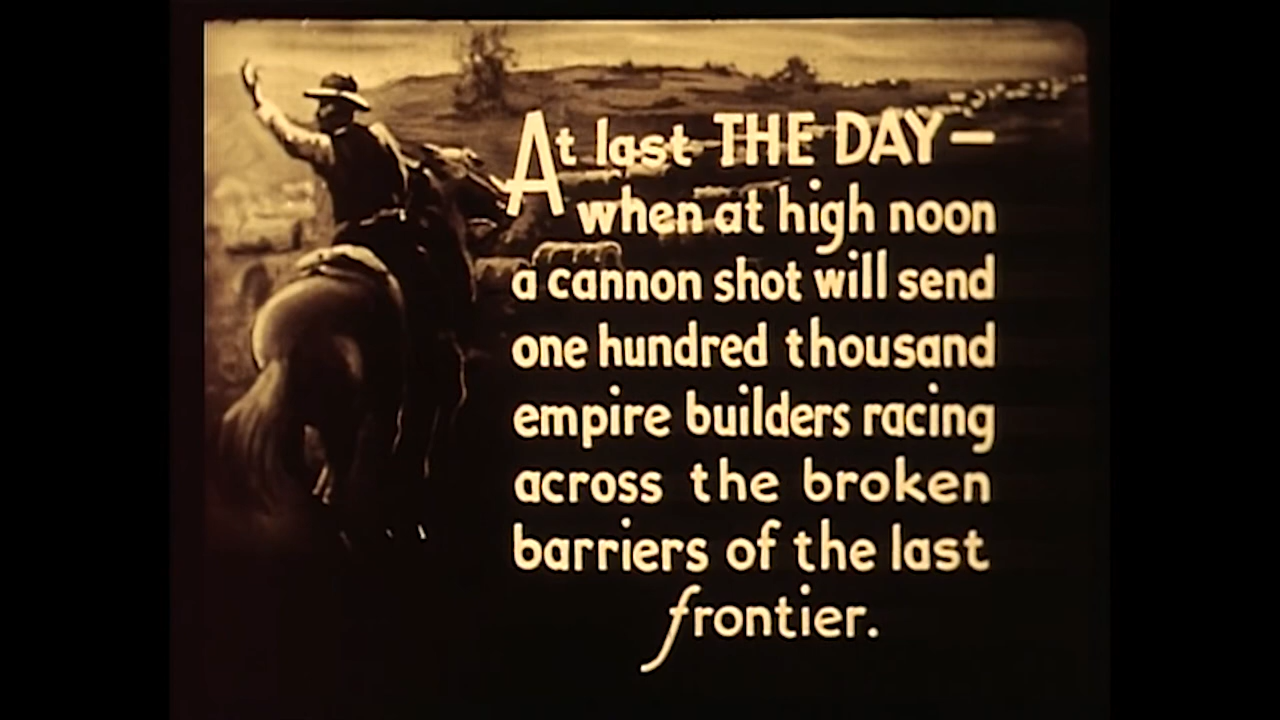 At last THE DAY —
when at high noon
a cannon shot will send
one hundred thousand
empire builders racing
across the broken
barriers of the last
frontier.